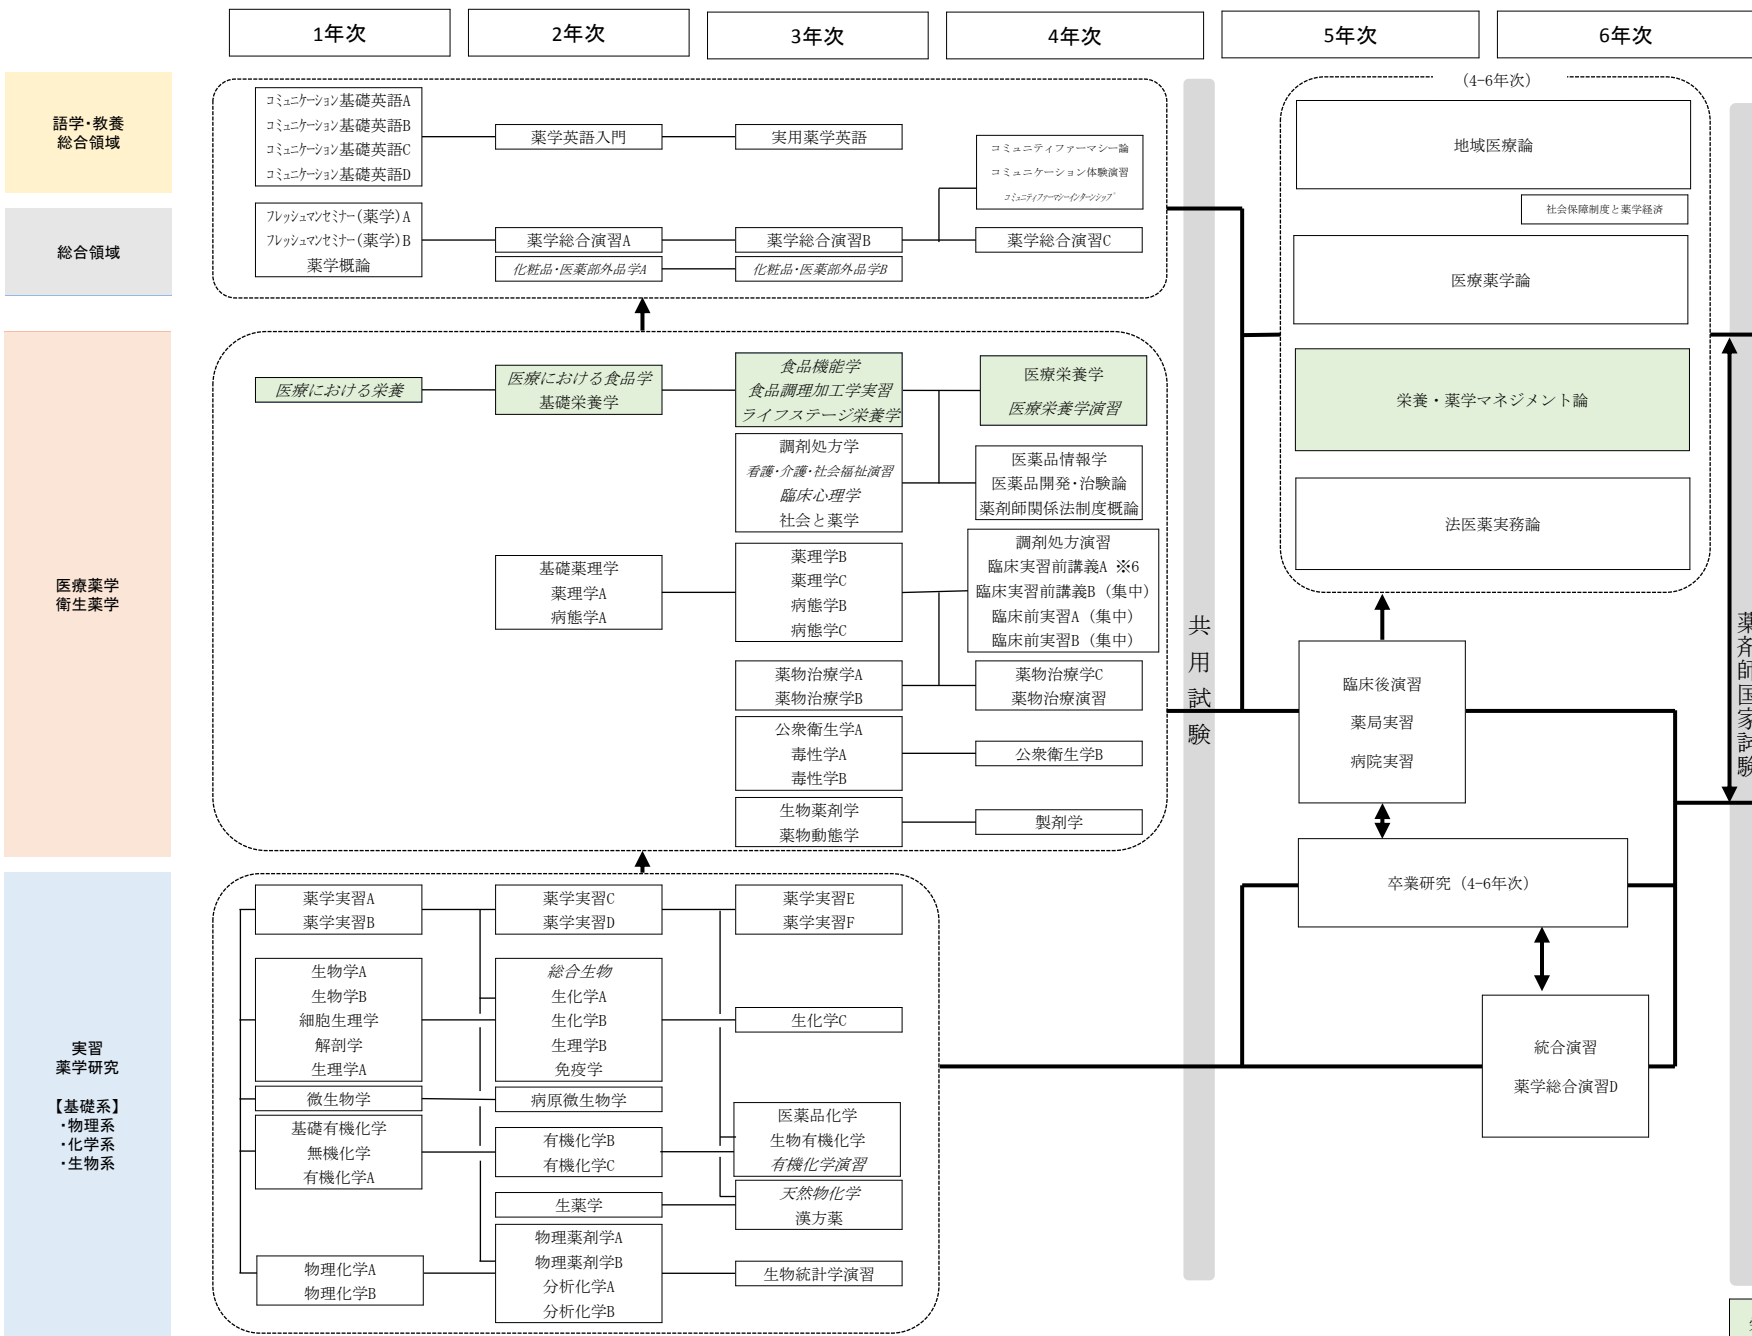 1年次
2年次
3年次
4年次
5年次
6年次
語学・教養
総合領域
コミュニケーション基礎英語A
コミュニケーション基礎英語B
コミュニケーション基礎英語C
コミュニケーション基礎英語D
薬学英語入門
実用薬学英語
コミュニティファーマシー論
コミュニケーション体験演習
コミュニティファーマシーインターンシップ
総合領域
フレッシュマンセミナー(薬学)A
フレッシュマンセミナー(薬学)B
薬学概論
薬学総合演習A
薬学総合演習B
薬学総合演習C
化粧品・医薬部外品学A
化粧品・医薬部外品学B
(4-6年次)
地域医療論
社会保障制度と薬学経済
医療薬学論
栄養・薬学マネジメント論
法医薬実務論
医療薬学
衛生薬学
医療における栄養
医療における食品学
基礎栄養学
食品機能学
食品調理加工学実習
ライフステージ栄養学
医療栄養学
医療栄養学演習
調剤処方学
看護・介護・社会福祉演習
臨床心理学
社会と薬学
医薬品情報学
医薬品開発・治験論
薬剤師関係法制度概論
基礎薬理学
薬理学A
病態学A
薬理学B
薬理学C
病態学B
病態学C
調剤処方演習
臨床実習前講義A ※6
臨床実習前講義B (集中)
臨床前実習A (集中)
臨床前実習B (集中)
薬物治療学A
薬物治療学B
薬物治療学C
薬物治療演習
公衆衛生学A
毒性学A
毒性学B
公衆衛生学B
生物薬剤学
薬物動態学
製剤学
共用試験
臨床後演習
薬局実習
病院実習
薬剤師国家試験
卒業研究 (4-6年次)
統合演習
薬学総合演習D
実習
薬学研究
【基礎系】
・物理系
・化学系
・生物系
薬学実習A
薬学実習B
薬学実習C
薬学実習D
薬学実習E
薬学実習F
生物学A
生物学B
細胞生理学
解剖学
生理学A
総合生物
生化学A
生化学B
生理学B
免疫学
生化学C
微生物学
病原微生物学
基礎有機化学
無機化学
有機化学A
有機化学B
有機化学C
医薬品化学
生物有機化学
有機化学演習
生薬学
天然物化学
漢方薬
物理化学A
物理化学B
物理薬剤学A
物理薬剤学B
分析化学A
分析化学B
生物統計学演習